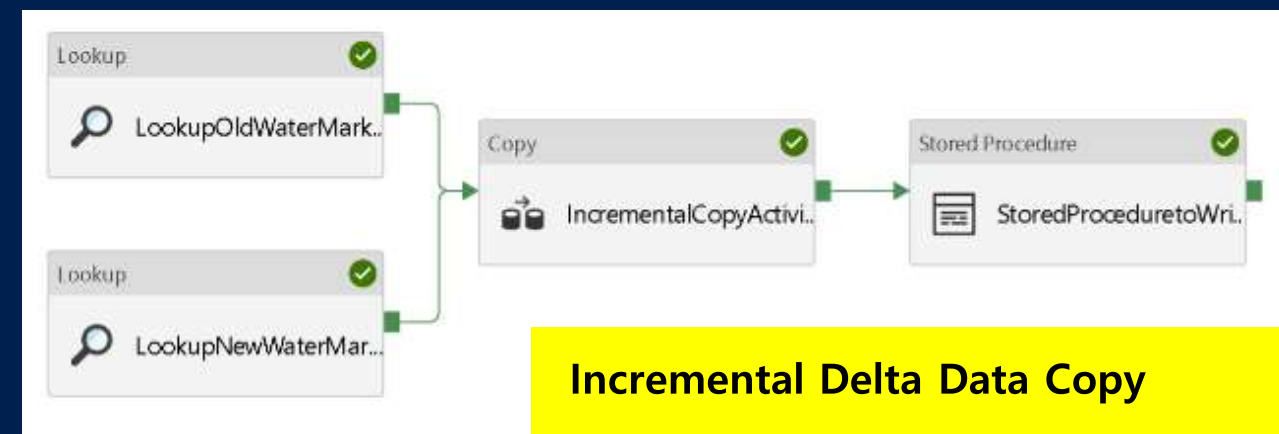 Lookup
LookupOldWaterMark..
Copy
IncrementalCopyActivi..
Stored Procedure
StoredProceduretoWri..
Lookup
LookupNewWaterMar...
Incremental Delta Data Copy